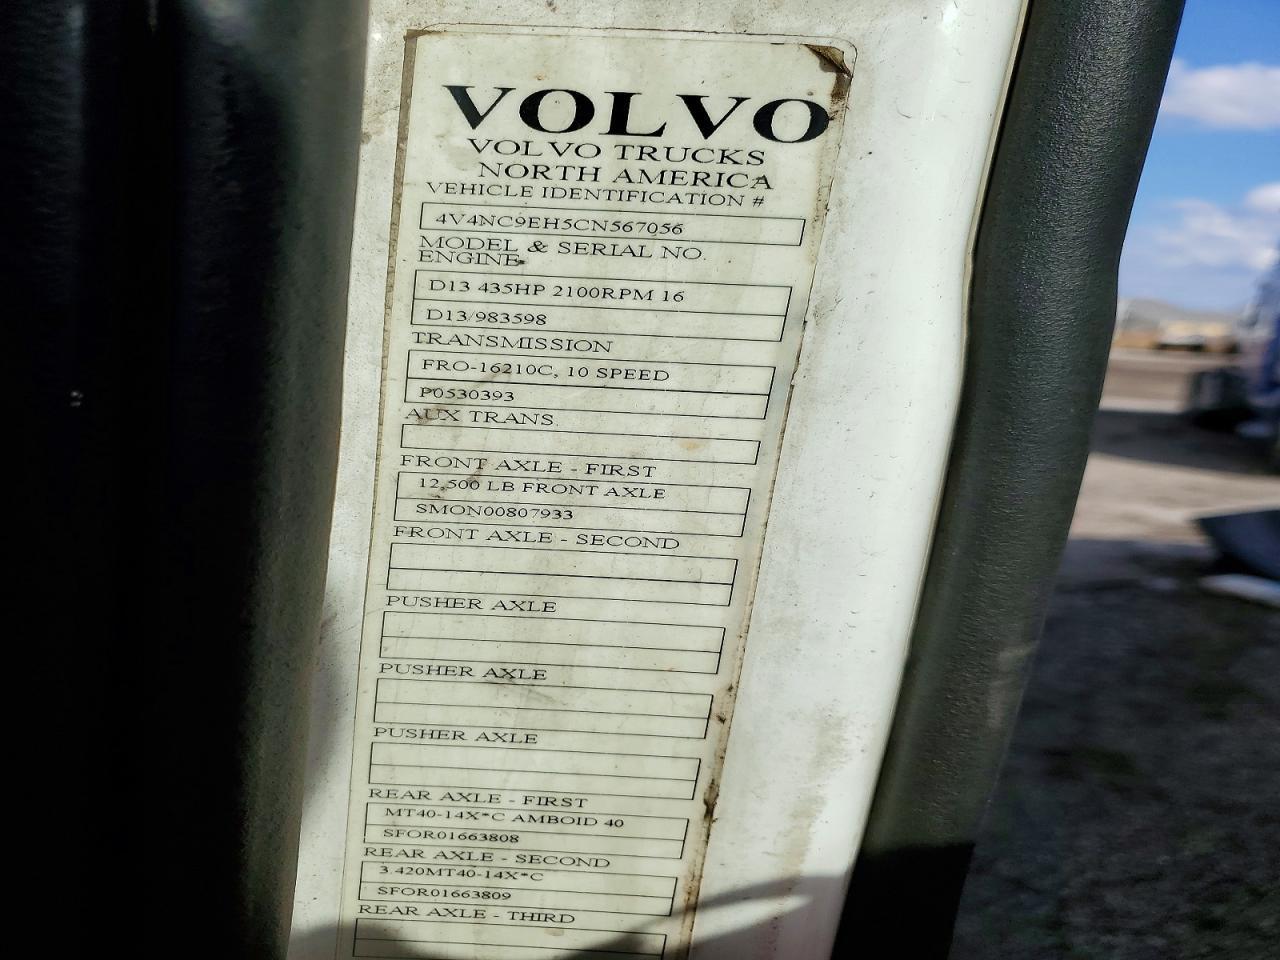 VOLVO
VOLVO TRUCKS
NORTH AMERICA
VEHICLE IDENTIFICATION #
4V4NC9EH5CN567056
MODEL & SERIAL NO.
ENGINE
D13 435HP 2100RPM 16
D13/983598
TRANSMISSION
FRO-16210C, 10 SPEED
P0530393
AUX TRANS.
FRONT AXLE - FIRST
12,500 LB FRONT AXLE
SMON00807933
FRONT AXLE - SECOND
PUSHER AXLE
PUSHER AXLE
PUSHER AXLE
REAR AXLE - FIRST
MT40-14X*C AMBOID 40
SFOR01663808
REAR AXLE - SECOND
3.420MT40-14X*C
SFOR01663809
REAR AXLE - THIRD